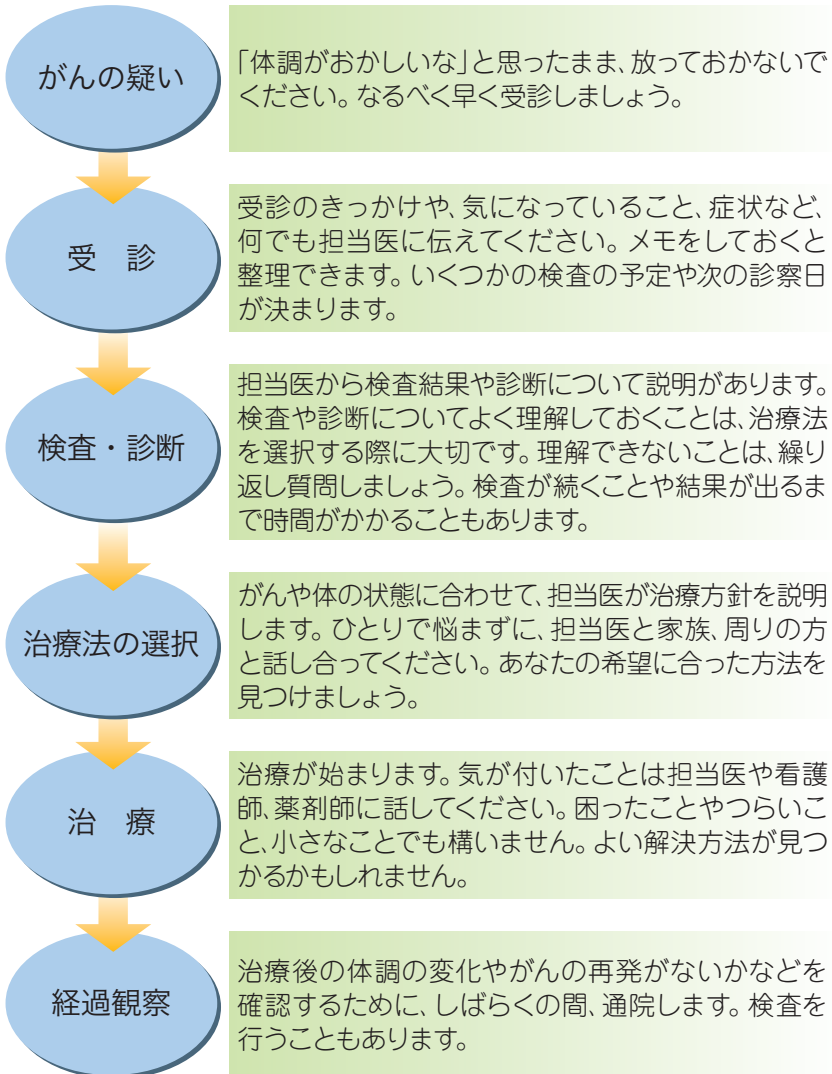 がんの疑い
「体調がおかしいな」と思ったまま、放っておかないで
ください。なるべく早く受診しましょう。
受　診
受診のきっかけや、気になっていること、症状など、
何でも担当医に伝えてください。メモをしておくと
整理できます。いくつかの検査の予定や次の診察日
が決まります。
検査・診断
担当医から検査結果や診断について説明があります。
検査や診断についてよく理解しておくことは、治療法
を選択する際に大切です。理解できないことは、繰り
返し質問しましょう。検査が続くことや結果が出るま
で時間がかかることもあります。
治療法の選択
がんや体の状態に合わせて、担当医が治療方針を説明
します。ひとりで悩まずに、担当医と家族、周りの方
と話し合ってください。あなたの希望に合った方法を
見つけましょう。
治　療
治療が始まります。気が付いたことは担当医や看護
師、薬剤師に話してください。困ったことやつらいこ
と、小さなことでも構いません。よい解決方法が見つ
かるかもしれません。
経過観察
治療後の体調の変化やがんの再発がないかなどを
確認するために、しばらくの間、通院します。検査を
行うこともあります。